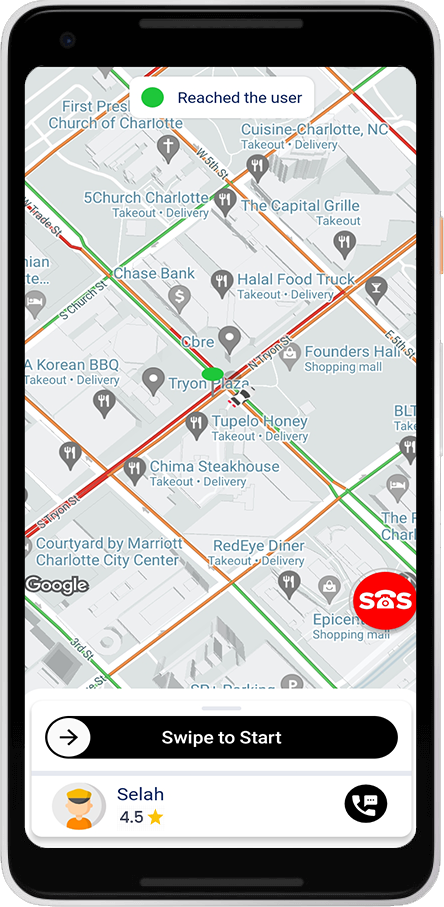 Reached the user
First Pres
Church of Charlotte
Cuisine-Charlotte, NC
Takeout • Delivery
W 5th St
5Church Charlotte
Takeout • Delivery
The Capital Grille
Takeout
W Trade St
Chase Bank
Halal Food Truck
Takeout • Delivery
S Church St
E 5th St
Cbre
N Tryon St
Founders Hall
Shopping mall
A Korean BBQ
Takeout • Delivery
Tryon Plaza
Tupelo Honey
Takeout • Delivery
BLT
Takeo
Chima Steakhouse
Takeout • Delivery
S Tryon St
The R
Charl
Courtyard by Marriott
Charlotte City Center
RedEye Diner
Takeout • Delivery
Google
SOS
Epicen
Shopping mall
3rd St
SP+ Parking
Swipe to Start
Selah
4.5